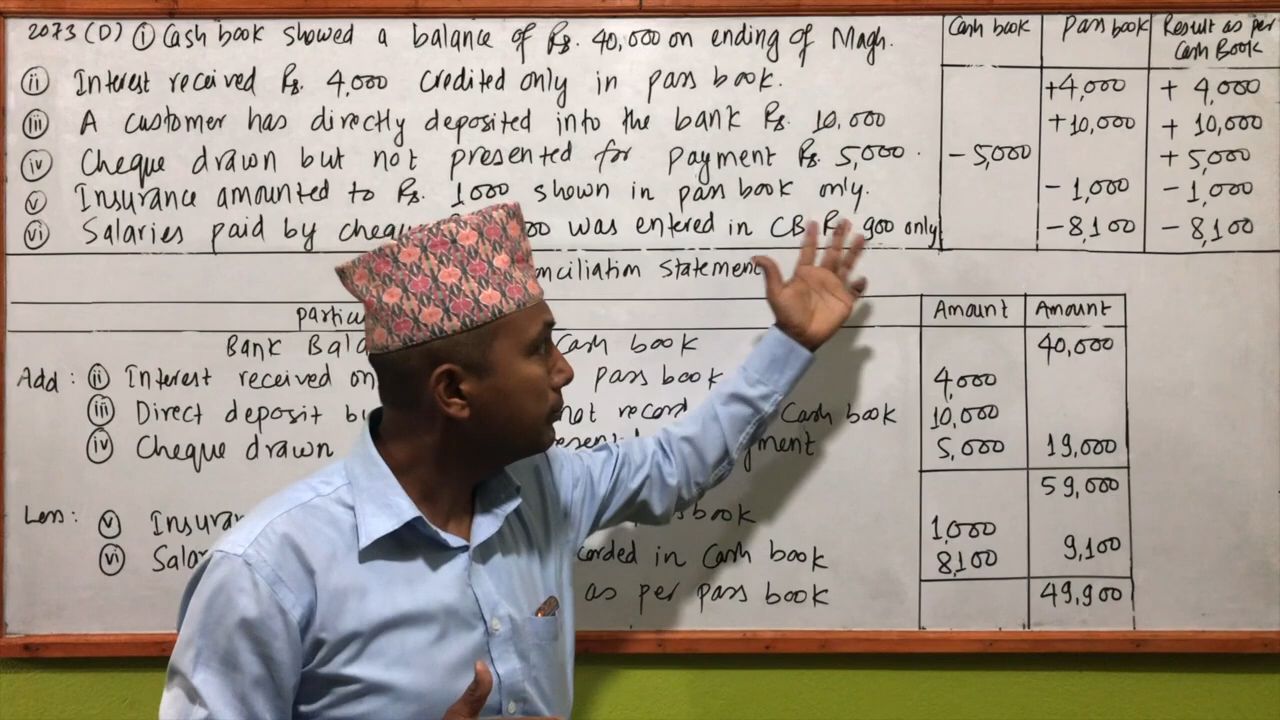 2073 (D) (i) Cash book showed a balance of Rs. 40,000 on ending of Magh.
(ii) Interest received Rs. 4,000 credited only in pass book.
(iii) A customer has directly deposited into the bank Rs. 10,000
(iv) Cheque drawn but not presented for payment Rs. 5,000.
(v) Insurance amounted to Rs. 1000 shown in pass book only.
(vi) Salaries paid by was entered in CB Rs. 900 only
Cash book Pass book Result as per Cash Book
+4,000 + 4,000
+10,000 + 10,000
- 5,000 + 5,000
- 1,000 - 1,000
- 8,100 - 8,100
Statement
Amount Amount
Bank Cash book 40,000
Add: (ii) Interest received pass book 4,000
(iii) Direct deposit not record Cash book 10,000
(iv) Cheque drawn 5,000 19,000
59,000
Less: (v) book 1,000
(vi) in Cash book 8,100 9,100
as per pass book 49,900